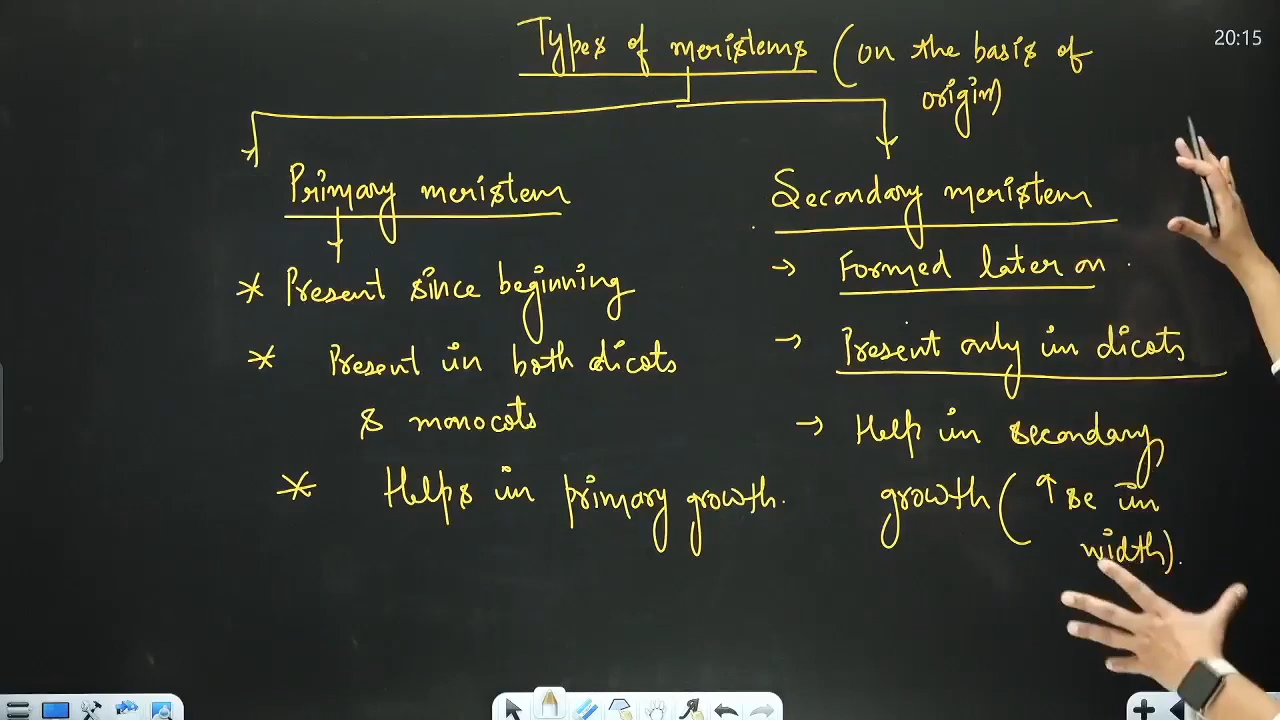 Types of meristems (on the basis of
origin)
20:15
Primary meristem
Secondary meristem
* Present since beginning
* Present in both dicots
& monocots
* Helps in primary growth.
→ Formed later on
→ Present only in dicots
→ Help in secondary
growth (↑se in
width).